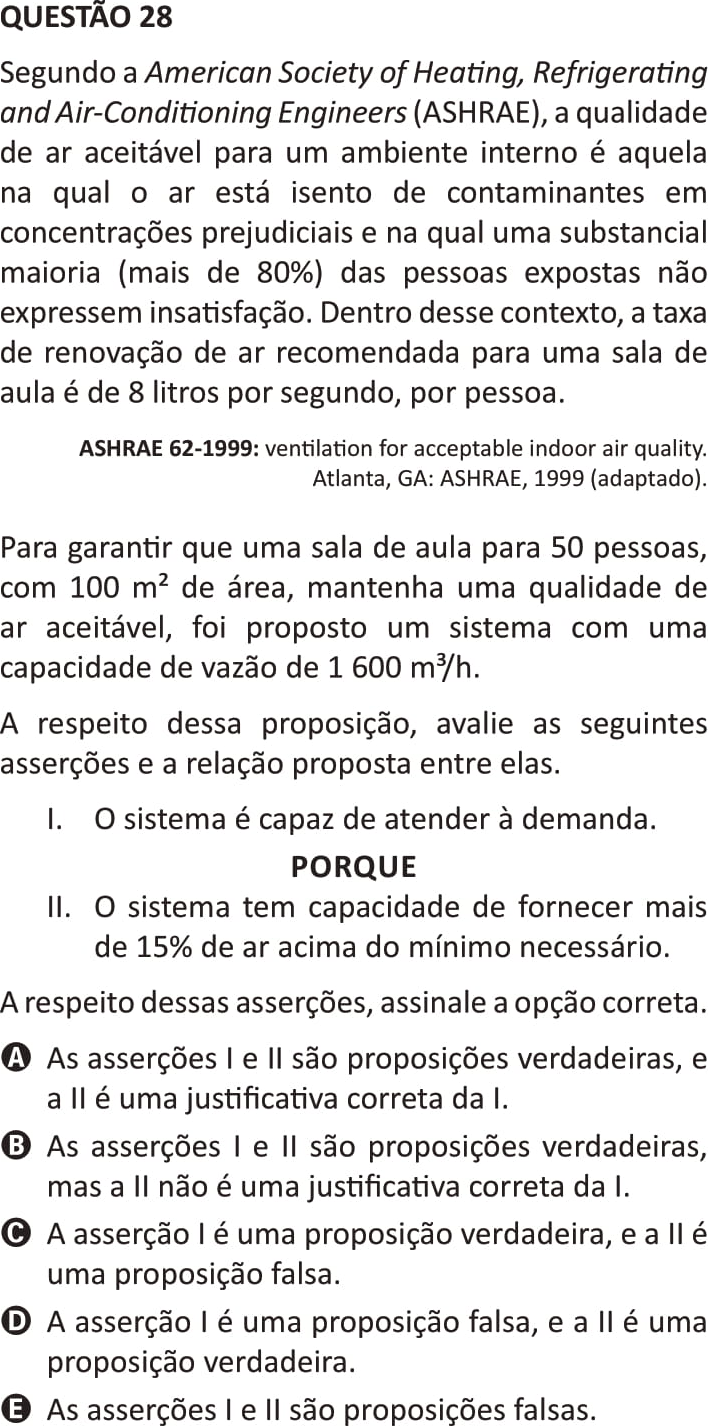 QUESTÃO 28
Segundo a American Society of Heating, Refrigerating
and Air-Conditioning Engineers (ASHRAE), a qualidade
de ar aceitável para um ambiente interno é aquela
na qual o ar está isento de contaminantes em
concentrações prejudiciais e na qual uma substancial
maioria (mais de 80%) das pessoas expostas não
expressem insatisfação. Dentro desse contexto, a taxa
de renovação de ar recomendada para uma sala de
aula é de 8 litros por segundo, por pessoa.
ASHRAE 62-1999: ventilation for acceptable indoor air quality.
Atlanta, GA: ASHRAE, 1999 (adaptado).
Para garantir que uma sala de aula para 50 pessoas,
com 100 m² de área, mantenha uma qualidade de
ar aceitável, foi proposto um sistema com uma
capacidade de vazão de 1 600 m³/h.
A respeito dessa proposição, avalie as seguintes
asserções e a relação proposta entre elas.
I. O sistema é capaz de atender à demanda.
PORQUE
II. O sistema tem capacidade de fornecer mais
de 15% de ar acima do mínimo necessário.
A respeito dessas asserções, assinale a opção correta.
A As asserções I e II são proposições verdadeiras, e
a II é uma justificativa correta da I.
B As asserções I e II são proposições verdadeiras,
mas a II não é uma justificativa correta da I.
C A asserção I é uma proposição verdadeira, e a II é
uma proposição falsa.
D A asserção I é uma proposição falsa, e a II é uma
proposição verdadeira.
E As asserções I e II são proposições falsas.